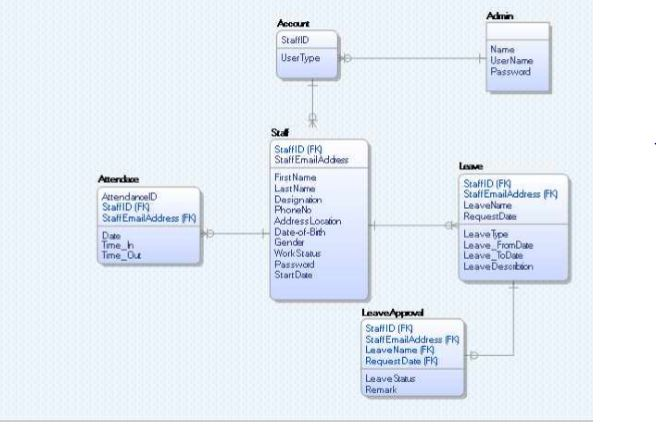 Account
StaffID
UserType
Admin
Name
UserName
Password
Staff
StaffID (FK)
StaffEmailAddress
FirstName
LastName
Designation
PhoneNo
AddressLocation
Date-of-Birth
Gender
WorkStatus
Password
StartDate
Attendaxe
AttendanceID
StaffID (FK)
StaffEmailAddress (FK)
Date
Time_In
Time_Out
Leave
StaffID (FK)
StaffEmailAddress (FK)
LeaveName
RequestDate
LeaveType
Leave_FromDate
Leave_ToDate
LeaveDescribtion
LeaveApproval
StaffID (FK)
StaffEmailAddress (FK)
LeaveName (FK)
RequestDate (FK)
LeaveStatus
Remark